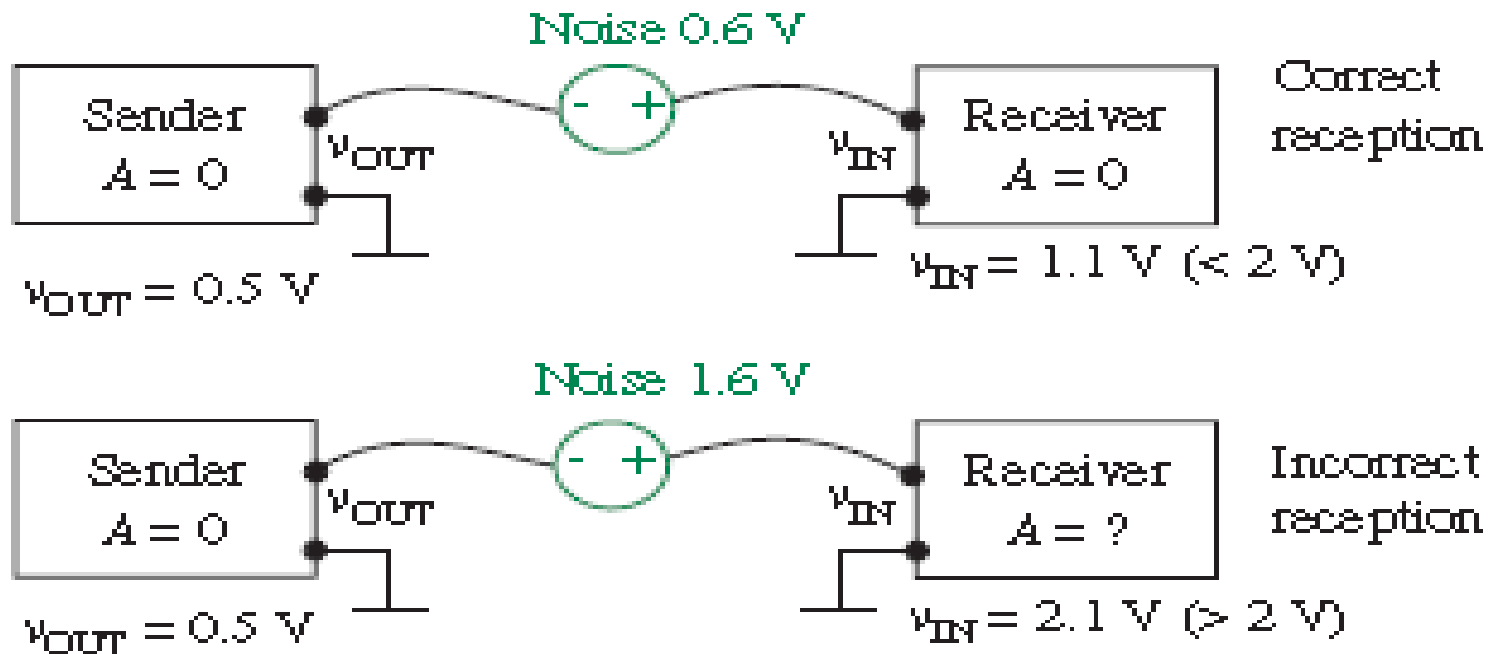 Noise 0.6 V
Sender
A = 0
vOUT
- +
vIN
Receiver
A = 0
Correct
reception
vOUT = 0.5 V
vIN = 1.1 V (< 2 V)
Noise 1.6 V
Sender
A = 0
vOUT
- +
vIN
Receiver
A = ?
Incorrect
reception
vOUT = 0.5 V
vIN = 2.1 V (> 2 V)